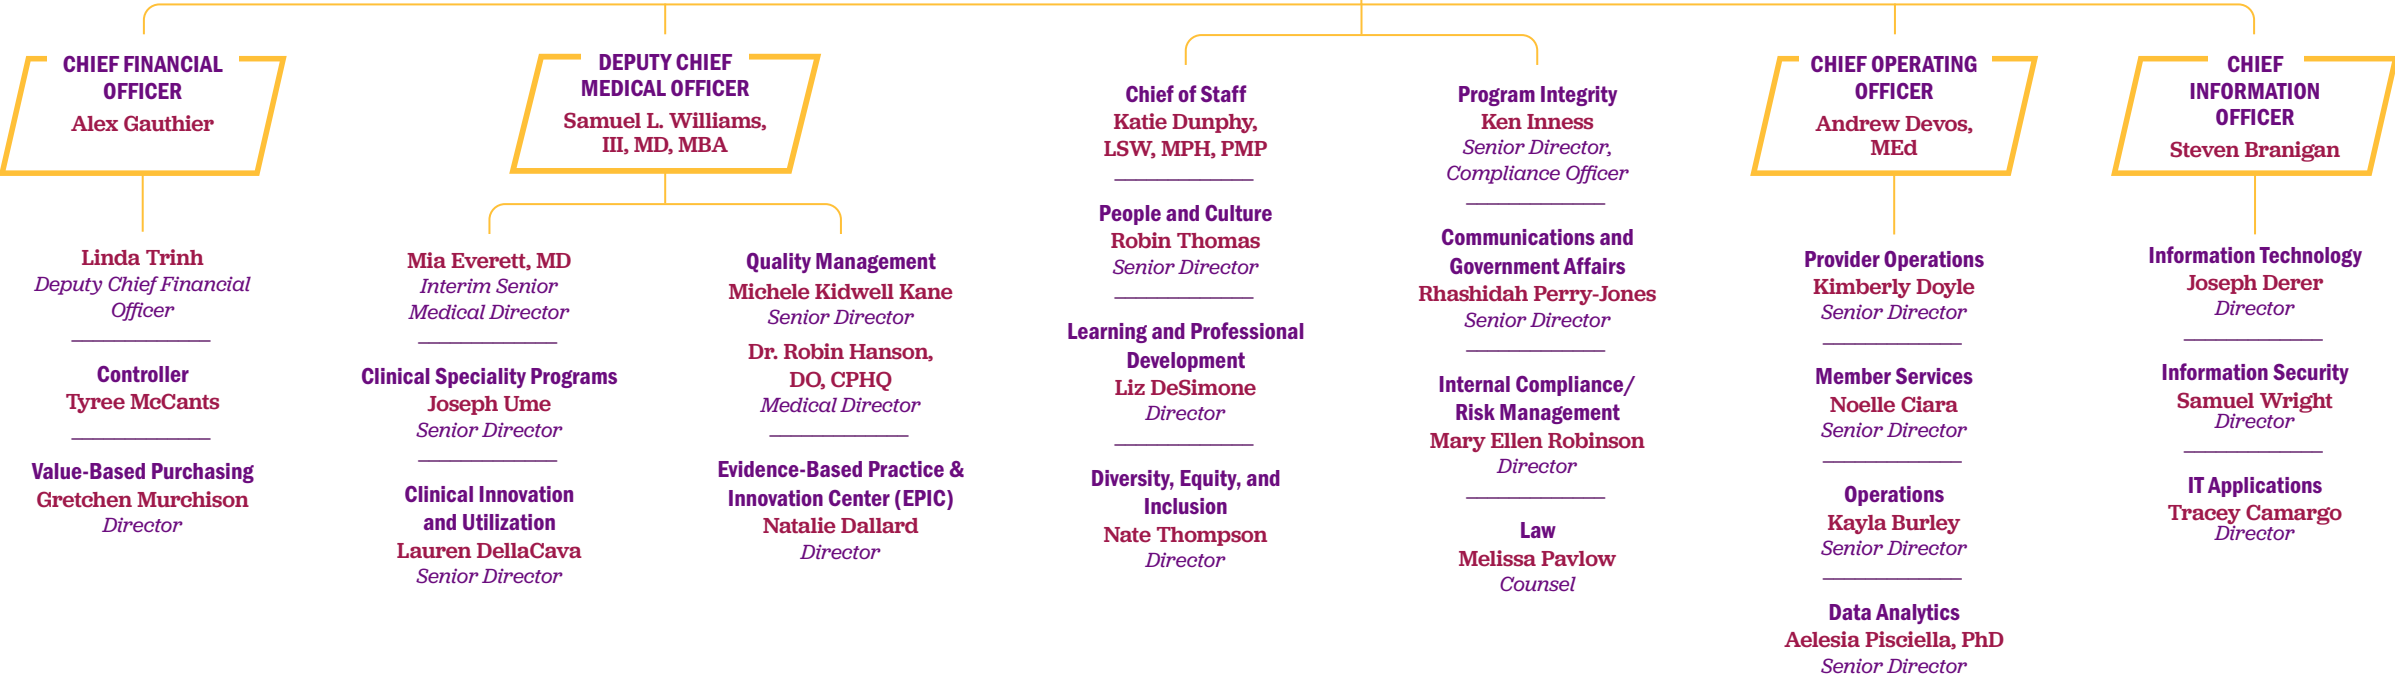 CHIEF FINANCIAL
OFFICER
Alex Gauthier
Linda Trinh
Deputy Chief Financial
Officer
Controller
Tyree McCants
Value-Based Purchasing
Gretchen Murchison
Director
DEPUTY CHIEF
MEDICAL OFFICER
Samuel L. Williams,
III, MD, MBA
Mia Everett, MD
Interim Senior
Medical Director
Clinical Speciality Programs
Joseph Ume
Senior Director
Clinical Innovation
and Utilization
Lauren DellaCava
Senior Director
Quality Management
Michele Kidwell Kane
Senior Director
Dr. Robin Hanson,
DO, CPHQ
Medical Director
Evidence-Based Practice &
Innovation Center (EPIC)
Natalie Dallard
Director
Chief of Staff
Katie Dunphy,
LSW, MPH, PMP
People and Culture
Robin Thomas
Senior Director
Learning and Professional
Development
Liz DeSimone
Director
Diversity, Equity, and
Inclusion
Nate Thompson
Director
Program Integrity
Ken Inness
Senior Director,
Compliance Officer
Communications and
Government Affairs
Rhashidah Perry-Jones
Senior Director
Internal Compliance/
Risk Management
Mary Ellen Robinson
Director
Law
Melissa Pavlow
Counsel
CHIEF OPERATING
OFFICER
Andrew Devos,
MEd
Provider Operations
Kimberly Doyle
Senior Director
Member Services
Noelle Ciara
Senior Director
Operations
Kayla Burley
Senior Director
Data Analytics
Aelesia Pisciella, PhD
Senior Director
CHIEF
INFORMATION
OFFICER
Steven Branigan
Information Technology
Joseph Derer
Director
Information Security
Samuel Wright
Director
IT Applications
Tracey Camargo
Director